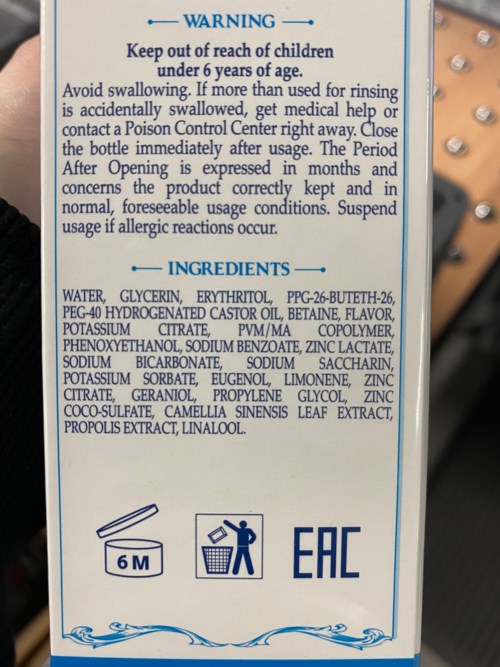 WARNING
Keep out of reach of children
under 6 years of age.
Avoid swallowing. If more than used for rinsing
is accidentally swallowed, get medical help or
contact a Poison Control Center right away. Close
the bottle immediately after usage. The Period
After Opening is expressed in months and
concerns the product correctly kept and in
normal, foreseeable usage conditions. Suspend
usage if allergic reactions occur.
INGREDIENTS
WATER, GLYCERIN, ERYTHRITOL, PPG-26-BUTETH-26,
PEG-40 HYDROGENATED CASTOR OIL, BETAINE, FLAVOR,
POTASSIUM CITRATE, PVM/MA COPOLYMER,
PHENOXYETHANOL, SODIUM BENZOATE, ZINC LACTATE,
SODIUM BICARBONATE, SODIUM SACCHARIN,
POTASSIUM SORBATE, EUGENOL, LIMONENE, ZINC
CITRATE, GERANIOL, PROPYLENE GLYCOL, ZINC
COCO-SULFATE, CAMELLIA SINENSIS LEAF EXTRACT,
PROPOLIS EXTRACT, LINALOOL.
6 M
EAC